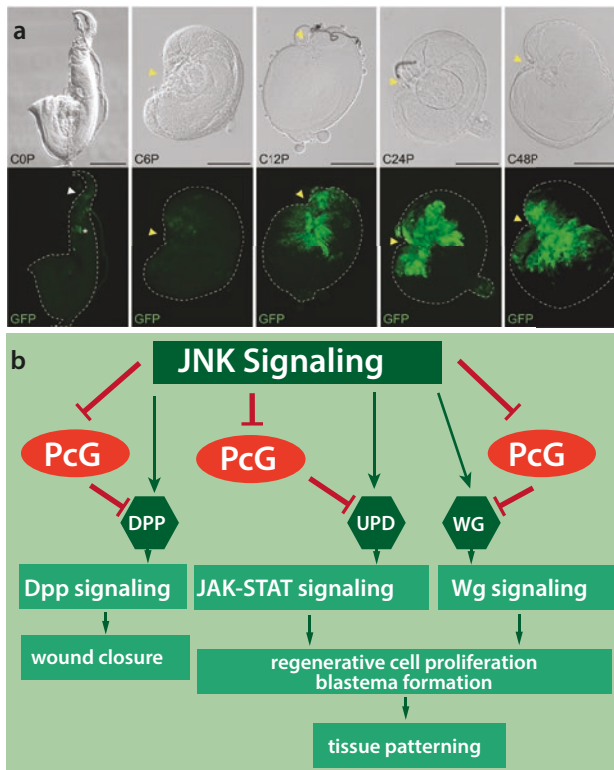 a
C0P
C6P
C12P
C24P
C48P
GFP
GFP
GFP
GFP
GFP
b
JNK Signaling
PcG
PcG
PcG
DPP
UPD
WG
Dpp signaling
JAK-STAT signaling
Wg signaling
wound closure
regenerative cell proliferation
blastema formation
tissue patterning